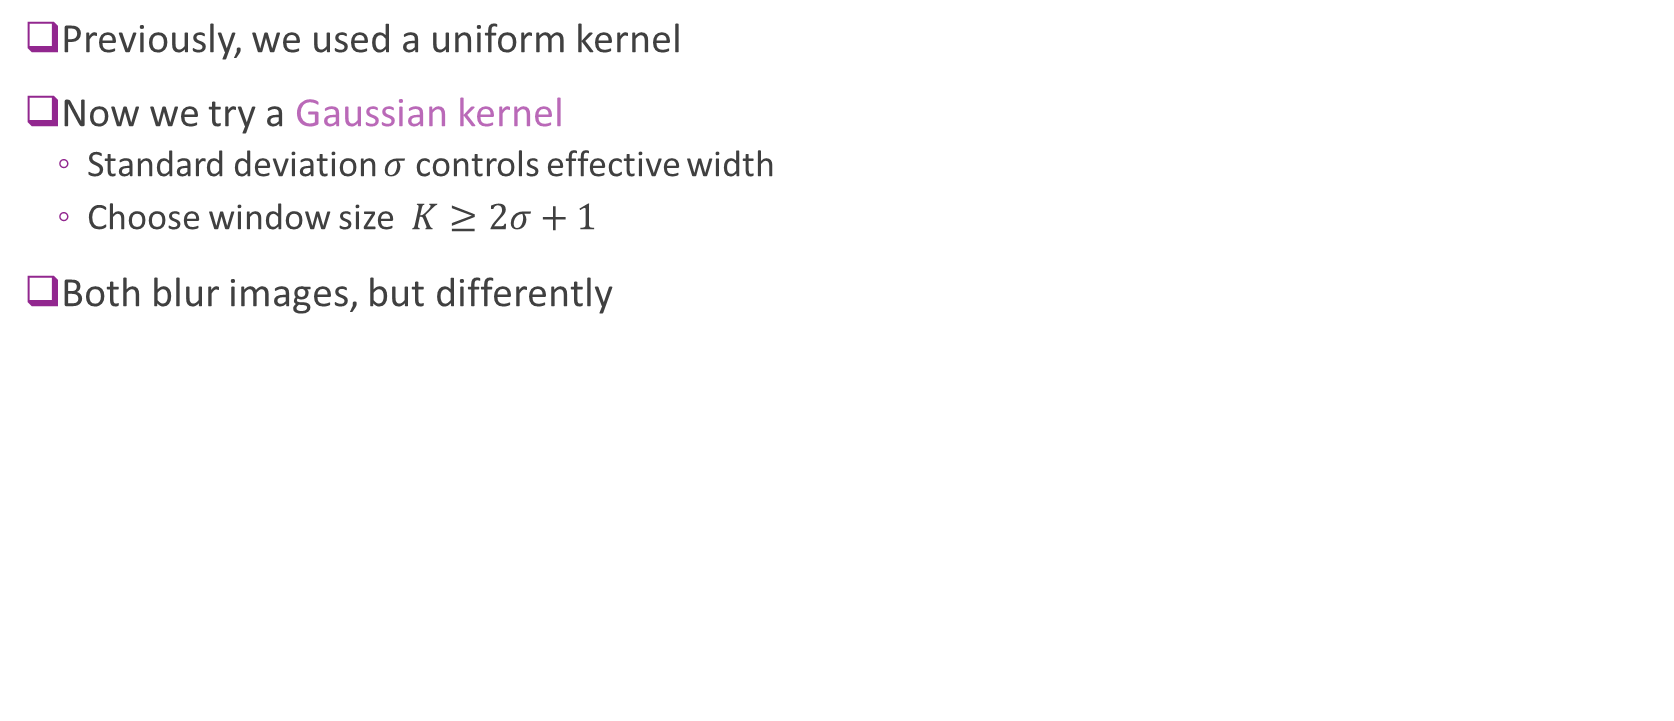 ❑Previously, we used a uniform kernel
❑Now we try a Gaussian kernel
◦ Standard deviation σ controls effective width
◦ Choose window size K ≥ 2σ + 1
❑Both blur images, but differently